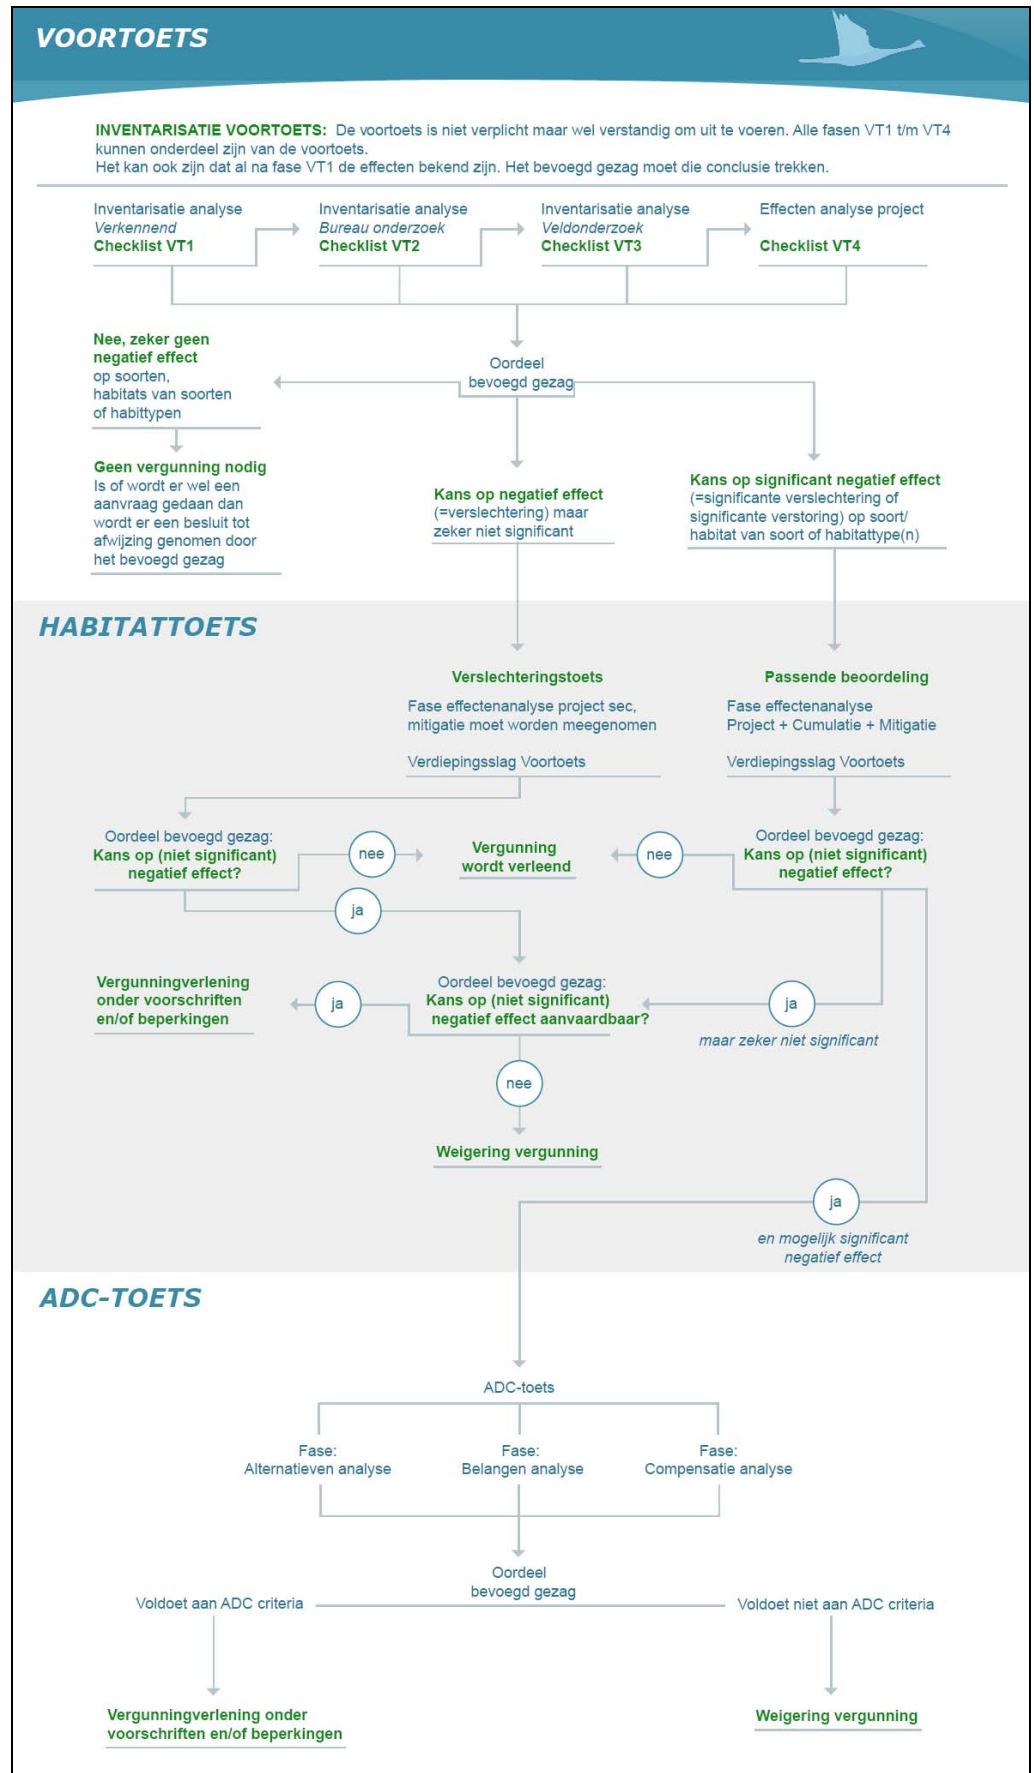 VOORTOETS
INVENTARISATIE VOORTOETS: De voortoets is niet verplicht maar wel verstandig om uit te voeren. Alle fasen VT1 t/m VT4
kunnen onderdeel zijn van de voortoets.
Het kan ook zijn dat al na fase VT1 de effecten bekend zijn. Het bevoegd gezag moet die conclusie trekken.
Inventarisatie analyse
Verkennend
Checklist VT1
Inventarisatie analyse
Bureau onderzoek
Checklist VT2
Inventarisatie analyse
Veldonderzoek
Checklist VT3
Effecten analyse project
Checklist VT4
Oordeel
bevoegd gezag
Nee, zeker geen
negatief effect
op soorten,
habitats van soorten
of habittypen
Geen vergunning nodig
Is of wordt er wel een
aanvraag gedaan dan
wordt er een besluit tot
afwijzing genomen door
het bevoegd gezag
Kans op negatief effect
(=verslechtering) maar
zeker niet significant
Kans op significant negatief effect
(=significante verslechtering of
significante verstoring) op soort/
habitat van soort of habitattype(n)
HABITATTOETS
Verslechteringstoets
Fase effectenanalyse project sec,
mitigatie moet worden meegenomen
Verdiepingsslag Voortoets
Passende beoordeling
Fase effectenanalyse
Project + Cumulatie + Mitigatie
Verdiepingsslag Voortoets
Oordeel bevoegd gezag:
Kans op (niet significant)
negatief effect?
nee
Vergunning
wordt verleend
nee
Oordeel bevoegd gezag:
Kans op (niet significant)
negatief effect?
ja
Vergunningverlening
onder voorschriften
en/of beperkingen
ja
Oordeel bevoegd gezag:
Kans op (niet significant)
negatief effect aanvaardbaar?
ja
maar zeker niet significant
nee
Weigering vergunning
ja
en mogelijk significant
negatief effect
ADC-TOETS
ADC-toets
Fase:
Alternatieven analyse
Fase:
Belangen analyse
Fase:
Compensatie analyse
Oordeel
bevoegd gezag
Voldoet aan ADC criteria
Voldoet niet aan ADC criteria
Vergunningverlening onder
voorschriften en/of beperkingen
Weigering vergunning